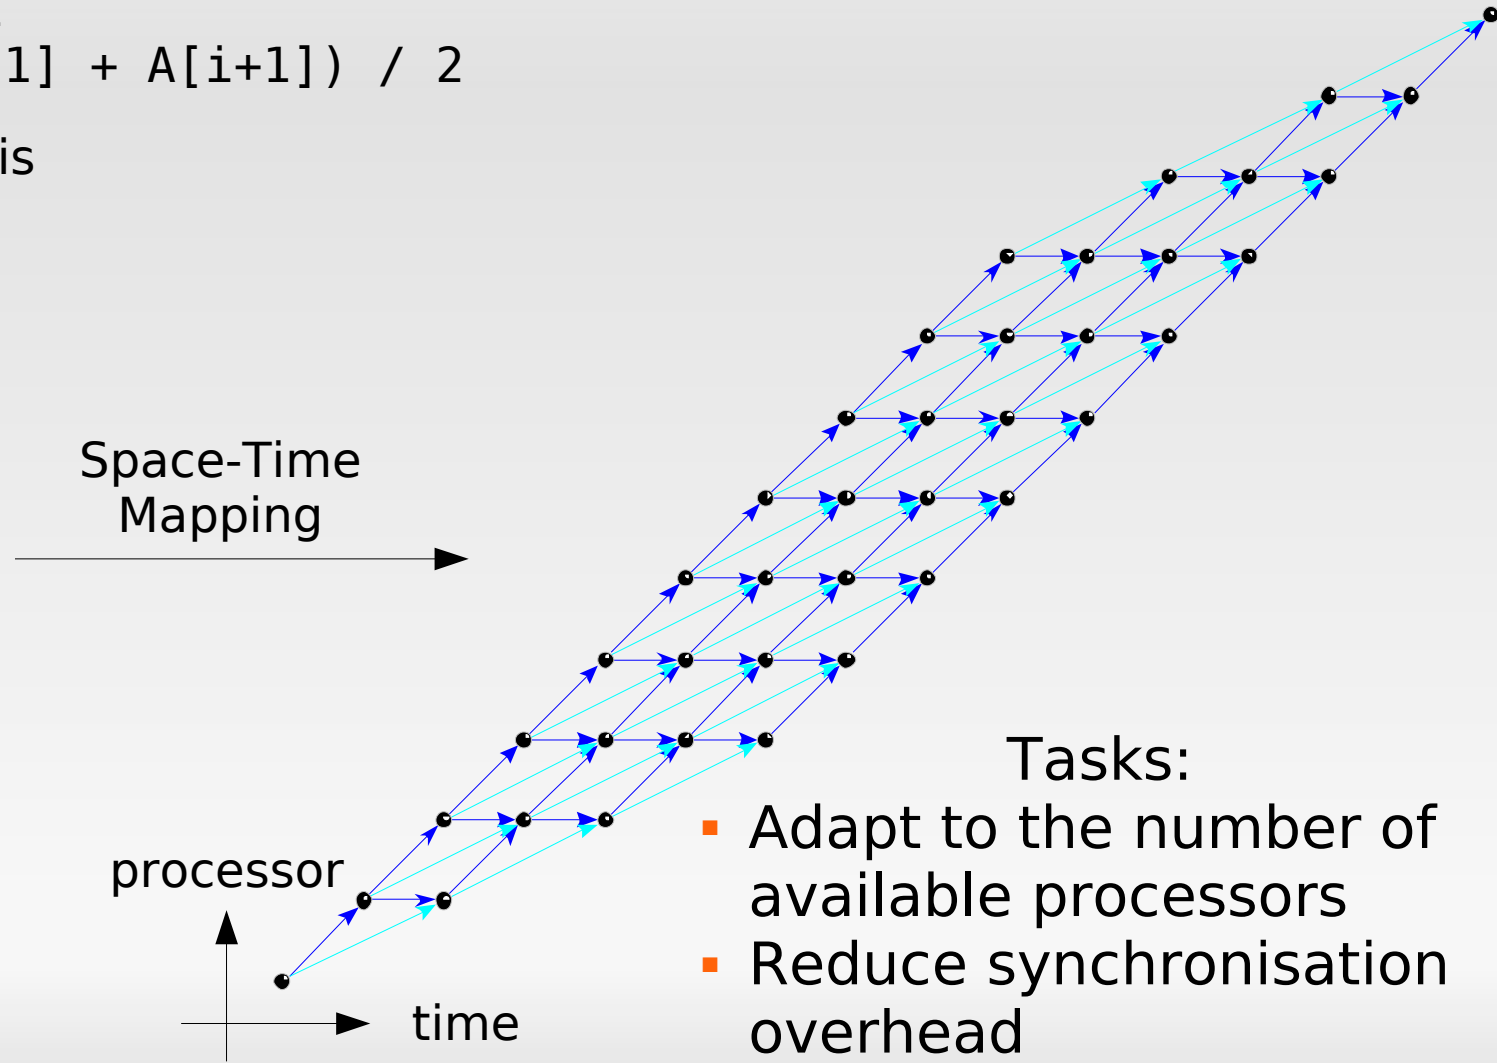 1] + A[i+1]) / 2
is
Space-Time
Mapping
processor
time
Tasks:
▪ Adapt to the number of
available processors
▪ Reduce synchronisation
overhead